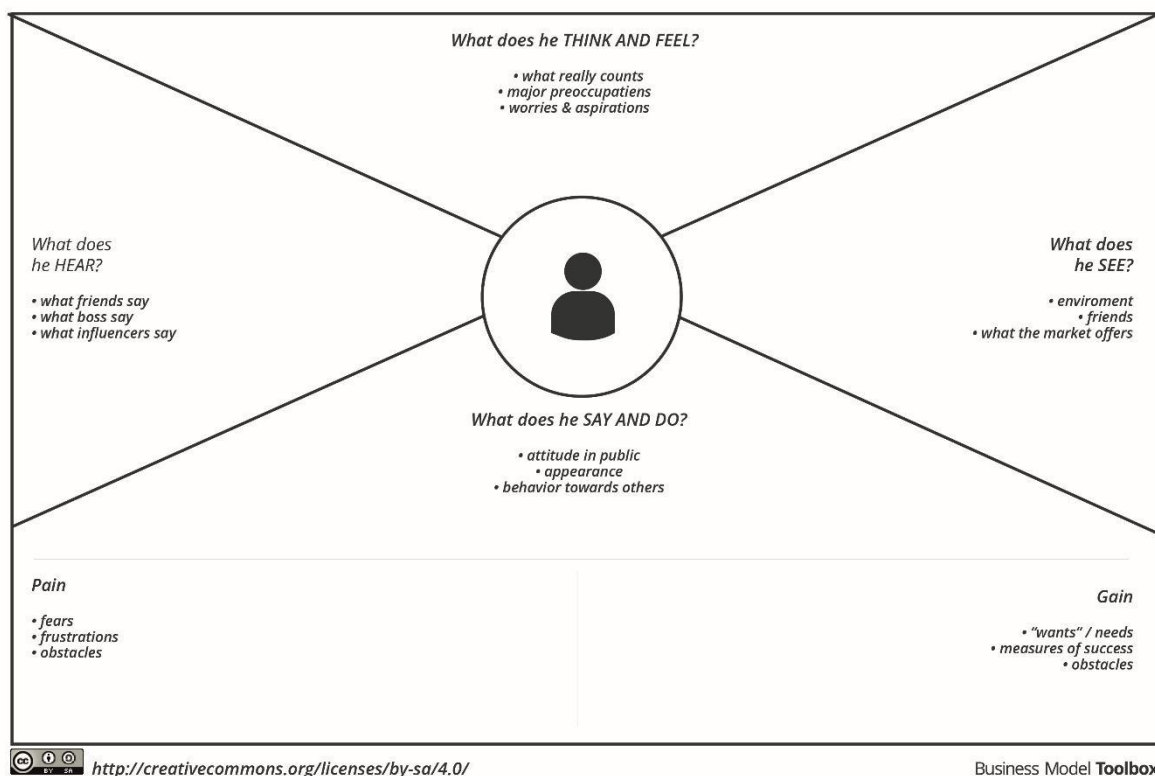 What does he THINK AND FEEL?
• what really counts
• major preoccupatiens
• worries & aspirations
What does
he HEAR?
• what friends say
• what boss say
• what influencers say
What does
he SEE?
• enviroment
• friends
• what the market offers
What does he SAY AND DO?
• attitude in public
• appearance
• behavior towards others
Pain
• fears
• frustrations
• obstacles
Gain
• “wants” / needs
• measures of success
• obstacles
cc BY SA
http://creativecommons.org/licenses/by-sa/4.0/
Business Model Toolbox